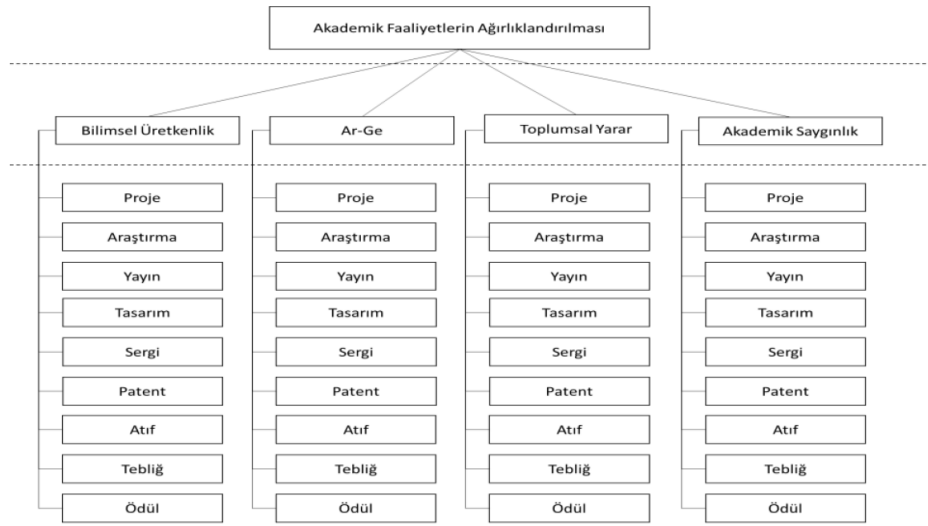 Akademik Faaliyetlerin Ağırlıklandırılması
Bilimsel Üretkenlik
Ar-Ge
Toplumsal Yarar
Akademik Saygınlık
Proje
Araştırma
Yayın
Tasarım
Sergi
Patent
Atıf
Tebliğ
Ödül
Proje
Araştırma
Yayın
Tasarım
Sergi
Patent
Atıf
Tebliğ
Ödül
Proje
Araştırma
Yayın
Tasarım
Sergi
Patent
Atıf
Tebliğ
Ödül
Proje
Araştırma
Yayın
Tasarım
Sergi
Patent
Atıf
Tebliğ
Ödül